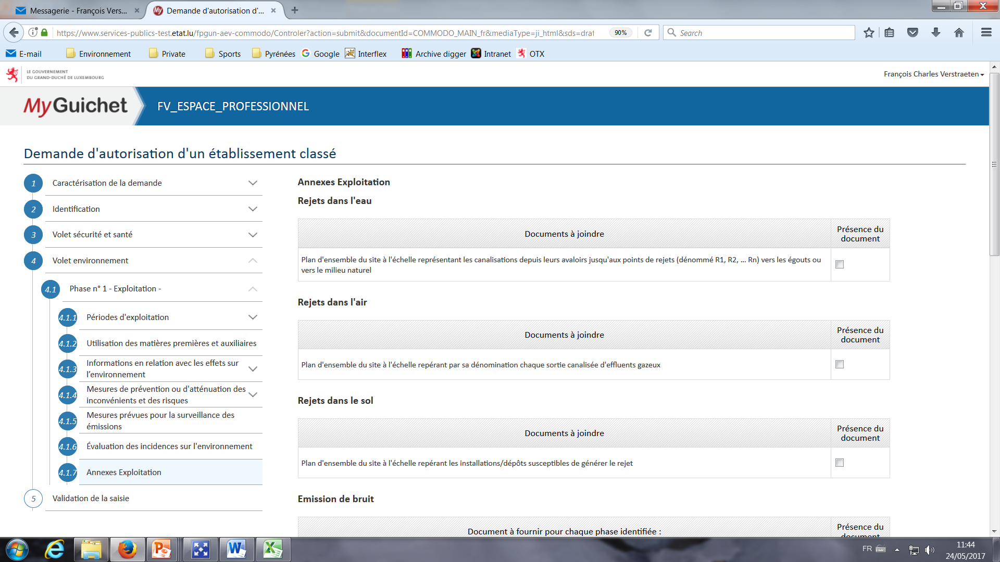 Messagerie - François Vers...
Demande d'autorisation d'...
https://www.services-publics-test.etat.lu/fpgun-aev-commodo/Controler?action=submit&documentId=COMMODO_MAIN_fr&mediaType=ji_html&sds=draf
90%
Search
E-mail
Environnement
Private
Sports
Pyrénées
Google
Interflex
Archive digger
Intranet
OTX
LE GOUVERNEMENT
DU GRAND-DUCHÉ DE LUXEMBOURG
François Charles Verstraeten
MyGuichet
FV_ESPACE_PROFESSIONNEL
Demande d'autorisation d'un établissement classé
1 Caractérisation de la demande
2 Identification
3 Volet sécurité et santé
4 Volet environnement
4.1 Phase n° 1 - Exploitation -
4.1.1 Périodes d'exploitation
4.1.2 Utilisation des matières premières et auxiliaires
4.1.3 Informations en relation avec les effets sur
l’environnement
4.1.4 Mesures de prévention ou d'atténuation des
inconvénients et des risques
4.1.5 Mesures prévues pour la surveillance des
émissions
4.1.6 Évaluation des incidences sur l'environnement
4.1.7 Annexes Exploitation
5 Validation de la saisie
Annexes Exploitation
Rejets dans l'eau
Documents à joindre
Présence du
document
Plan d'ensemble du site à l'échelle représentant les canalisations depuis leurs avaloirs jusqu'aux points de rejets (dénommé R1, R2, ... Rn) vers les égouts ou
vers le milieu naturel
Rejets dans l'air
Documents à joindre
Présence du
document
Plan d'ensemble du site à l'échelle repérant par sa dénomination chaque sortie canalisée d'effluents gazeux
Rejets dans le sol
Documents à joindre
Présence du
document
Plan d'ensemble du site à l'échelle repérant les installations/dépôts susceptibles de générer le rejet
Emission de bruit
Document à fournir pour chaque phase identifiée :
Présence du
document
FR
11:44
24/05/2017